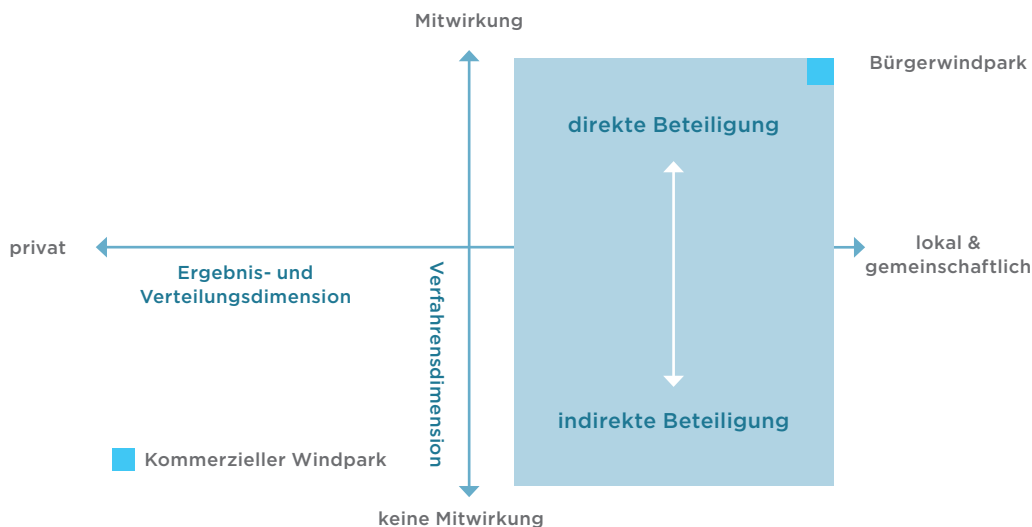 Mitwirkung
Bürgerwindpark
direkte Beteiligung
privat
lokal &
gemeinschaftlich
Ergebnis- und
Verteilungsdimension
Verfahrensdimension
indirekte Beteiligung
Kommerzieller Windpark
keine Mitwirkung